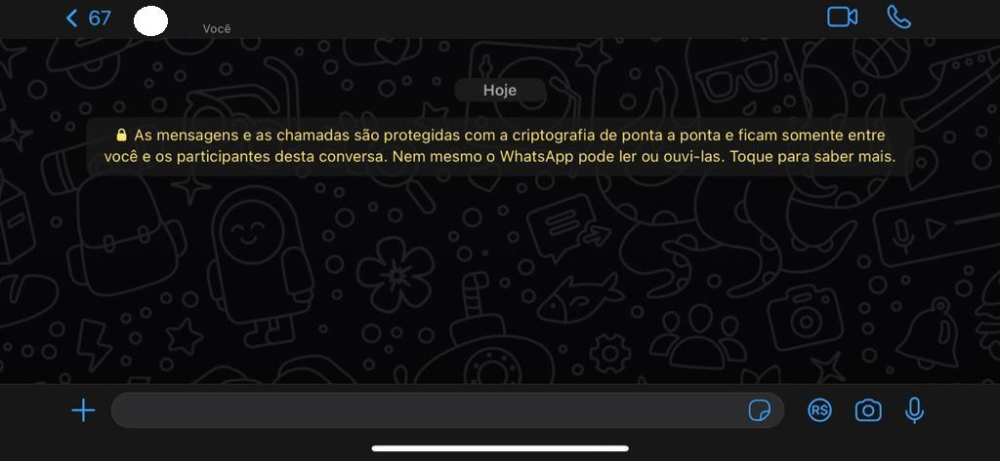 67
Você
Hoje
As mensagens e as chamadas são protegidas com a criptografia de ponta a ponta e ficam somente entre
você e os participantes desta conversa. Nem mesmo o WhatsApp pode ler ou ouvi-las. Toque para saber mais.
R$